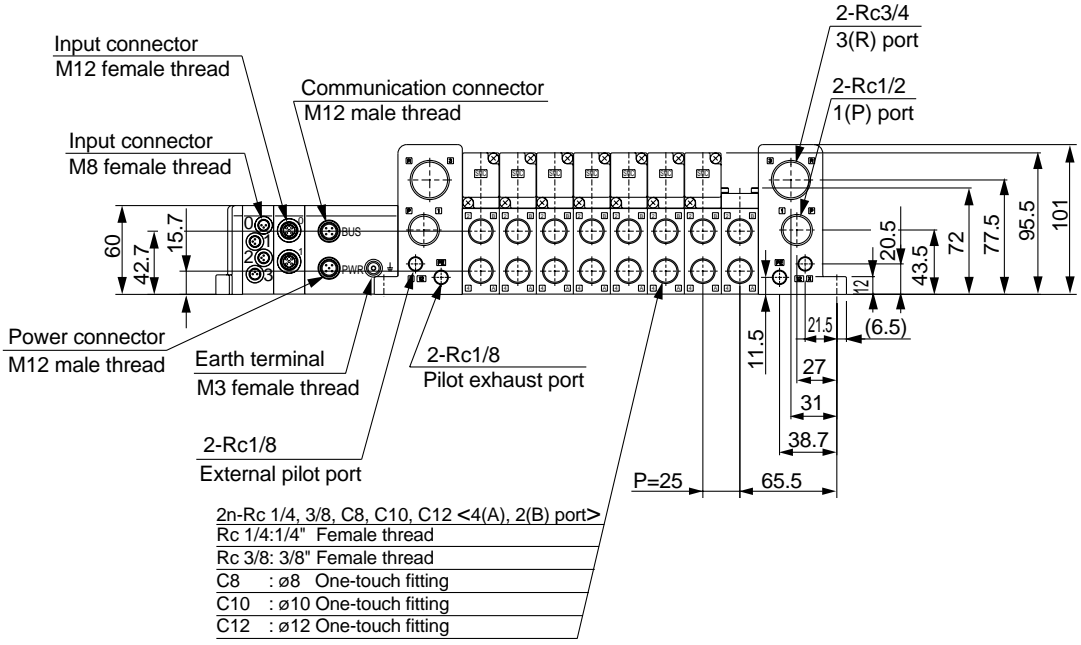 2-Rc3/4
3(R) port
Input connector
M12 female thread
Communication connector
M12 male thread
2-Rc1/2
1(P) port
Input connector
M8 female thread
60
42.7
15.7
0
1
2
3
0
1
BUS
PWR
20.5
43.5
72
77.5
95.5
101
12
11.5
21.5
(6.5)
27
31
38.7
P=25
65.5
Power connector
M12 male thread
Earth terminal
M3 female thread
2-Rc1/8
Pilot exhaust port
2-Rc1/8
External pilot port
2n-Rc 1/4, 3/8, C8, C10, C12 <4(A), 2(B) port>
Rc 1/4:1/4" Female thread
Rc 3/8: 3/8" Female thread
C8 : ø8 One-touch fitting
C10 : ø10 One-touch fitting
C12 : ø12 One-touch fitting